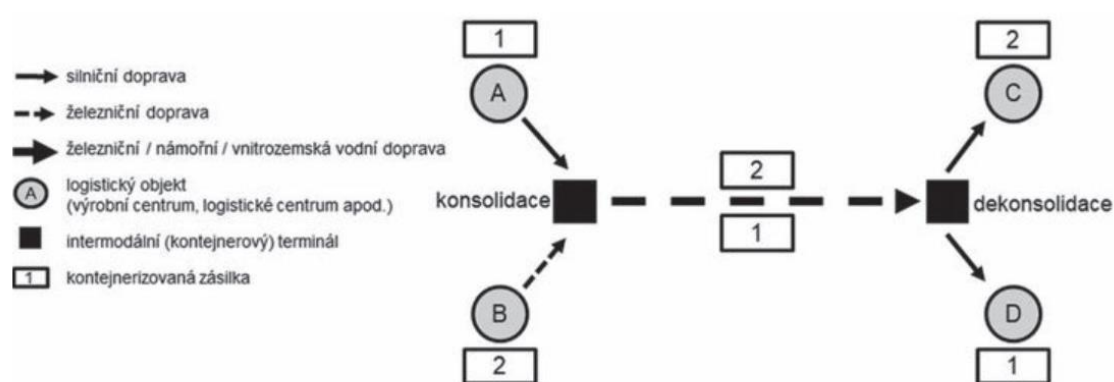 silniční doprava
železniční doprava
železniční / námořní / vnitrozemská vodní doprava
A
logistický objekt
(výrobní centrum, logistické centrum apod.)
intermodální (kontejnerový) terminál
1
kontejnerizovaná zásilka
1
A
konsolidace
B
2
2
1
2
C
dekonsolidace
D
1